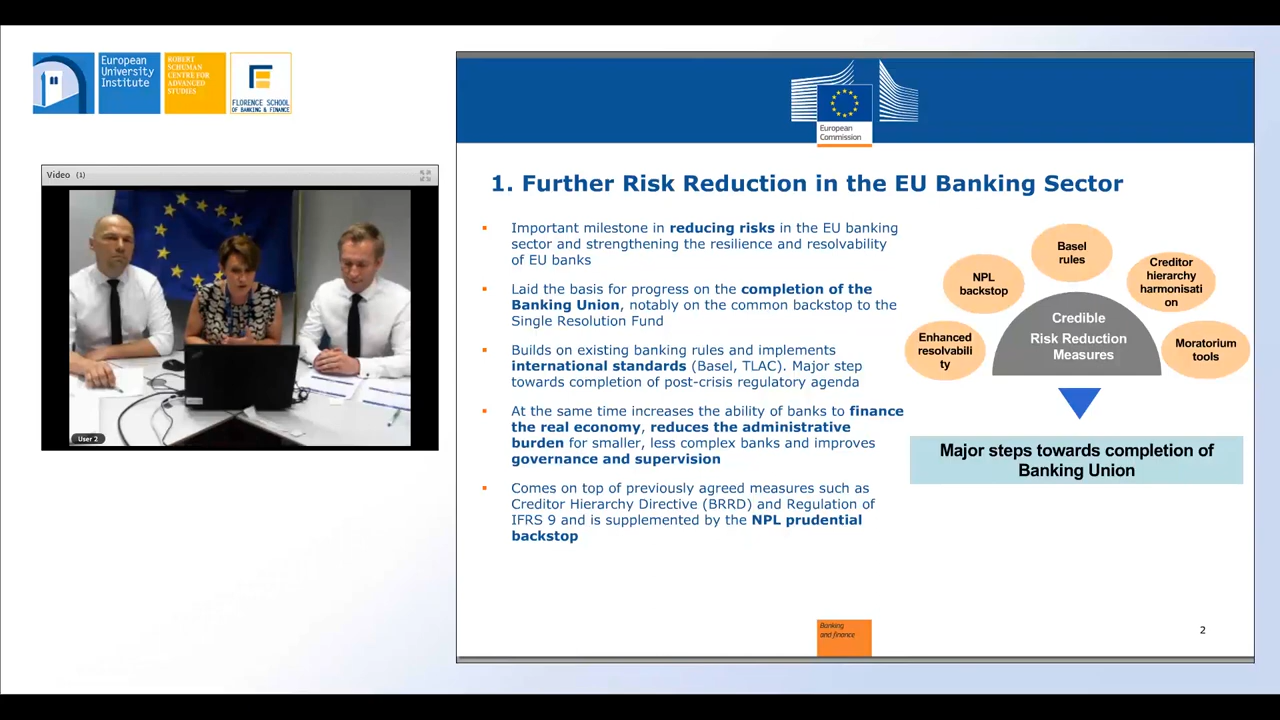 European
University
Institute
ROBERT
SCHUMAN
CENTRE FOR
ADVANCED
STUDIES
FLORENCE SCHOOL
OF BANKING & FINANCE
Video (1)
User 2
European
Commission
1. Further Risk Reduction in the EU Banking Sector
▪ Important milestone in reducing risks in the EU banking
sector and strengthening the resilience and resolvability
of EU banks
▪ Laid the basis for progress on the completion of the
Banking Union, notably on the common backstop to the
Single Resolution Fund
▪ Builds on existing banking rules and implements
international standards (Basel, TLAC). Major step
towards completion of post-crisis regulatory agenda
▪ At the same time increases the ability of banks to finance
the real economy, reduces the administrative
burden for smaller, less complex banks and improves
governance and supervision
▪ Comes on top of previously agreed measures such as
Creditor Hierarchy Directive (BRRD) and Regulation of
IFRS 9 and is supplemented by the NPL prudential
backstop
Enhanced
resolvabili
ty
NPL
backstop
Basel
rules
Creditor
hierarchy
harmonisati
on
Moratorium
tools
Credible
Risk Reduction
Measures
Major steps towards completion of
Banking Union
Banking
and finance
2